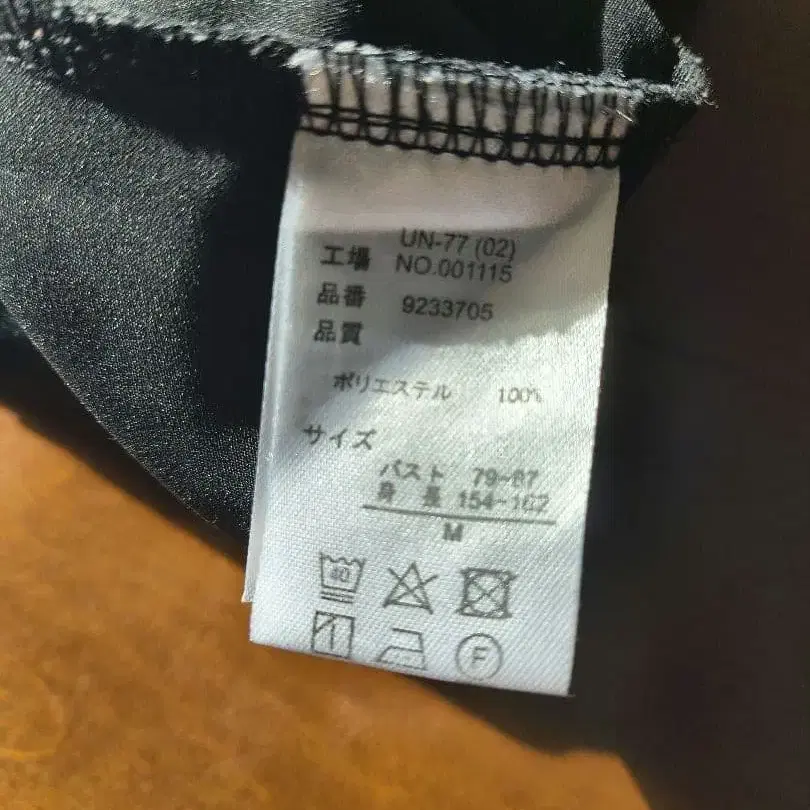 UN-77 (02)
工場 NO.001115
品番 9233705
品質
ポリエステル 100%
サイズ
バスト 79-87
身長 154-162
M
40
F